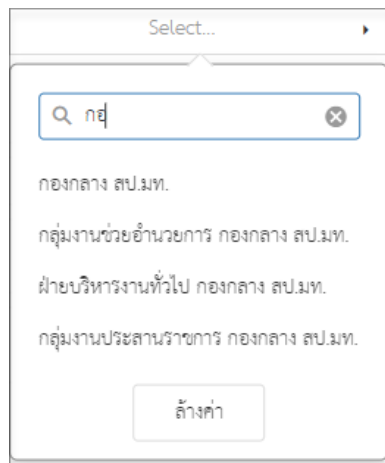 Select...
กอ
กองกลาง สป.มท.
กลุ่มงานช่วยอำนวยการ กองกลาง สป.มท.
ฝ่ายบริหารงานทั่วไป กองกลาง สป.มท.
กลุ่มงานประสานราชการ กองกลาง สป.มท.
ล้างค่า